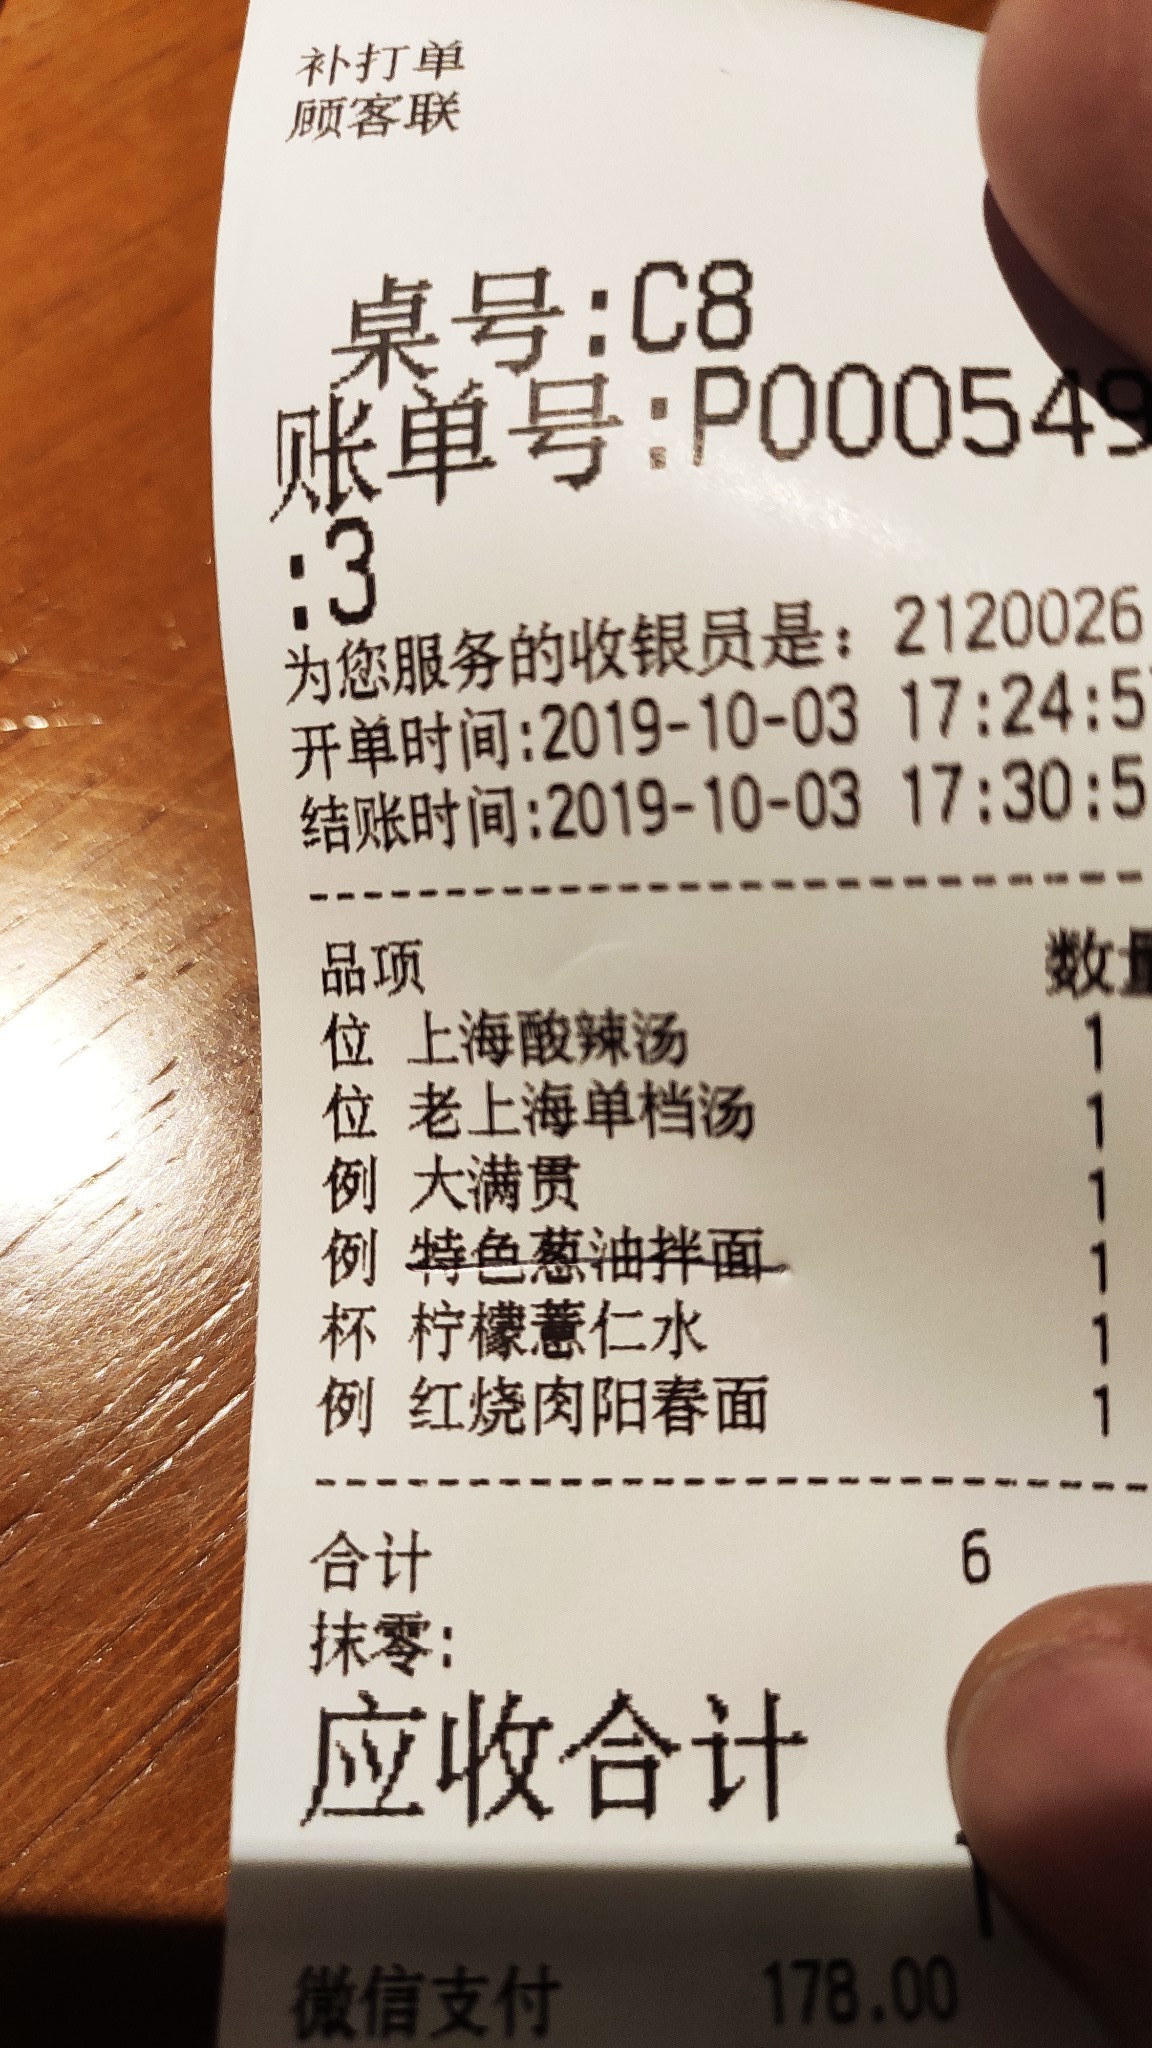 补打单
顾客联
桌号:C8
账单号:P000549
:3
为您服务的收银员是: 2120026
开单时间:2019-10-03 17:24:5
结账时间:2019-10-03 17:30:5
品项 数量
位 上海酸辣汤 1
位 老上海单档汤 1
例 大满贯 1
例 特色葱油拌面 1
杯 柠檬薏仁水 1
例 红烧肉阳春面 1
合计 6
抹零:
应收合计
微信支付 178.00